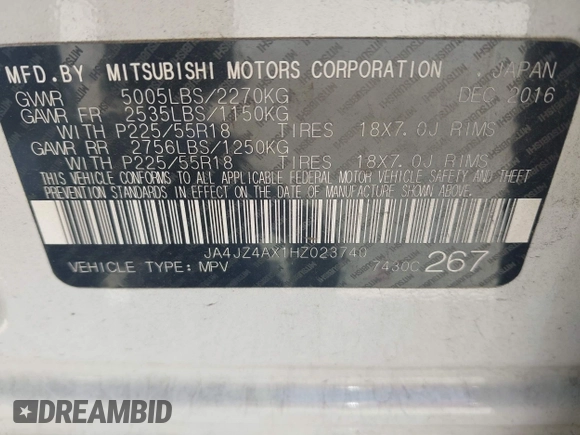 MFD.BY MITSUBISHI MOTORS CORPORATION . JAPAN
GVWR 5005LBS/2270KG DEC 2016
GAWR FR 2535LBS/1150KG
WITH P225/55R18 TIRES 18X7.0J RIMS
GAWR RR 2756LBS/1250KG
WITH P225/55R18 TIRES 18X7.0J RIMS
THIS VEHICLE CONFORMS TO ALL APPLICABLE FEDERAL MOTOR VEHICLE SAFETY AND THEFT
PREVENTION STANDARDS IN EFFECT ON THE DATE OF MANUFACTURE SHOWN ABOVE.
JA4JZ4AX1HZ023740
VEHICLE TYPE: MPV 7430C 267
DREAMBID